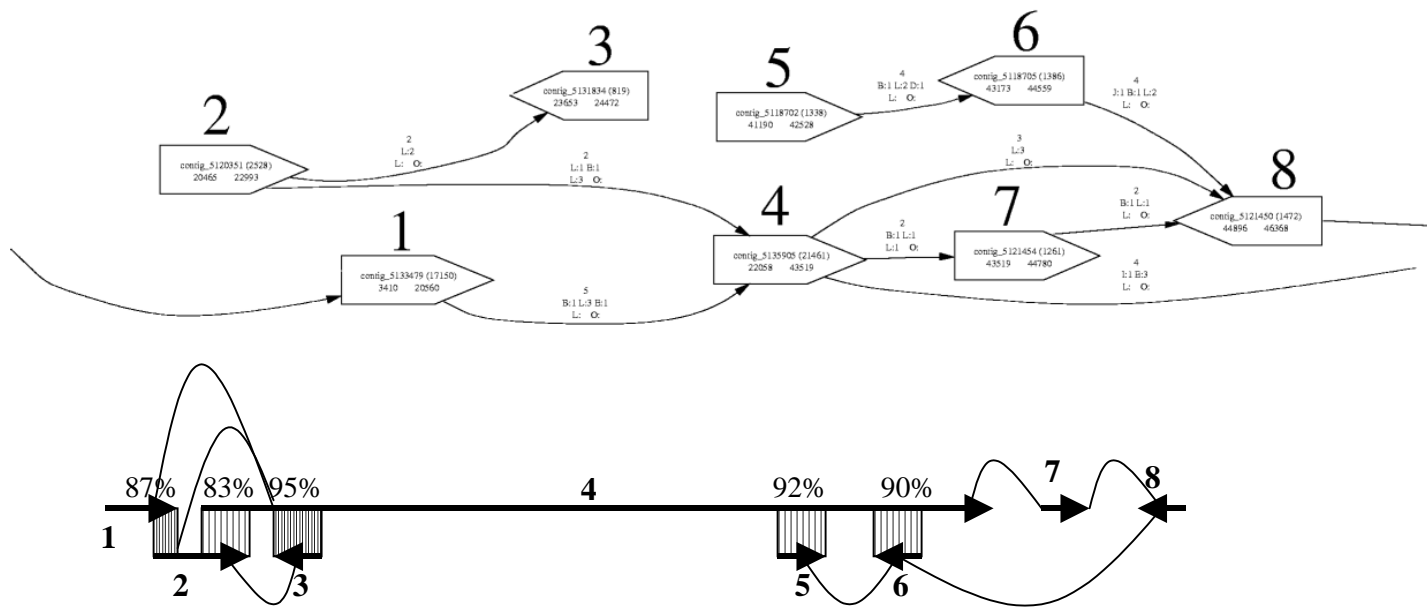 2
contig_5120351 (2528)
20465 22993
3
contig_5131834 (819)
23653 24472
5
contig_5118702 (1338)
41190 42528
6
contig_5118705 (1386)
43173 44559
4
B:1 L:2 D:1
L: O:
4
J:1 B:1 L:2
L: O:
2
L:2
L: O:
2
L:1 B:1
L:3 O:
3
L:3
L: O:
1
contig_5133479 (17150)
3410 20560
4
contig_5135905 (21461)
22058 43519
7
contig_5121454 (1261)
43519 44780
8
contig_5121450 (1472)
44896 46368
2
B:1 L:1
L:1 O:
2
B:1 L:1
L: O:
5
B:1 L:3 B:1
L: O:
4
L: O:
87% 83% 95% 4 92% 90% 7 8
1
2 3 5 6